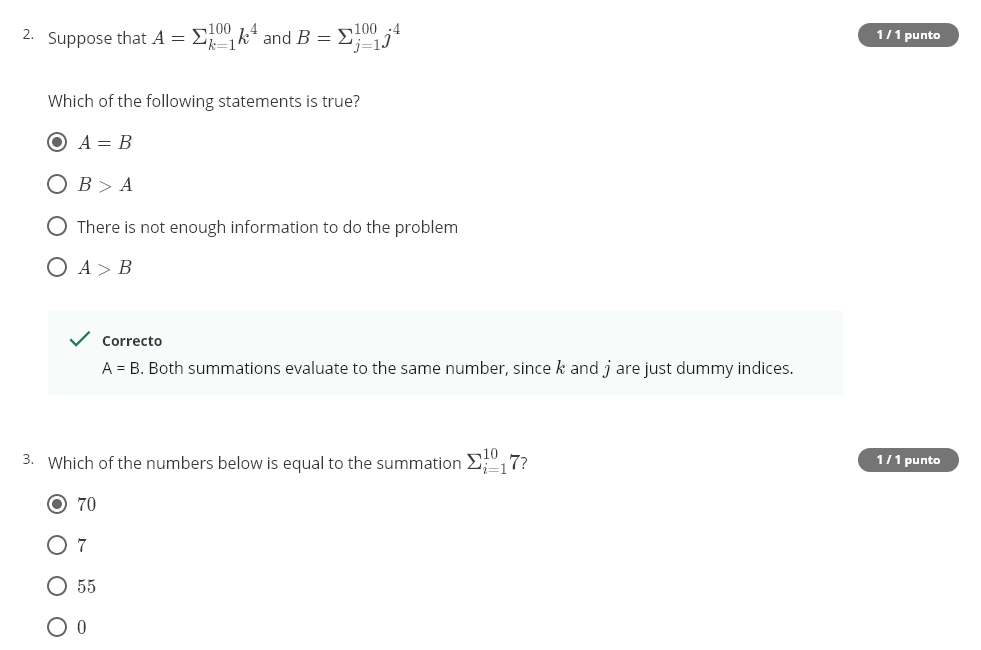 2. Suppose that A = Σ_{k=1}^{100} k^4 and B = Σ_{j=1}^{100} j^4
1 / 1 punto
Which of the following statements is true?
A = B
B > A
There is not enough information to do the problem
A > B
Correcto
A = B. Both summations evaluate to the same number, since k and j are just dummy indices.
3. Which of the numbers below is equal to the summation Σ_{i=1}^{10} 7?
1 / 1 punto
70
7
55
0